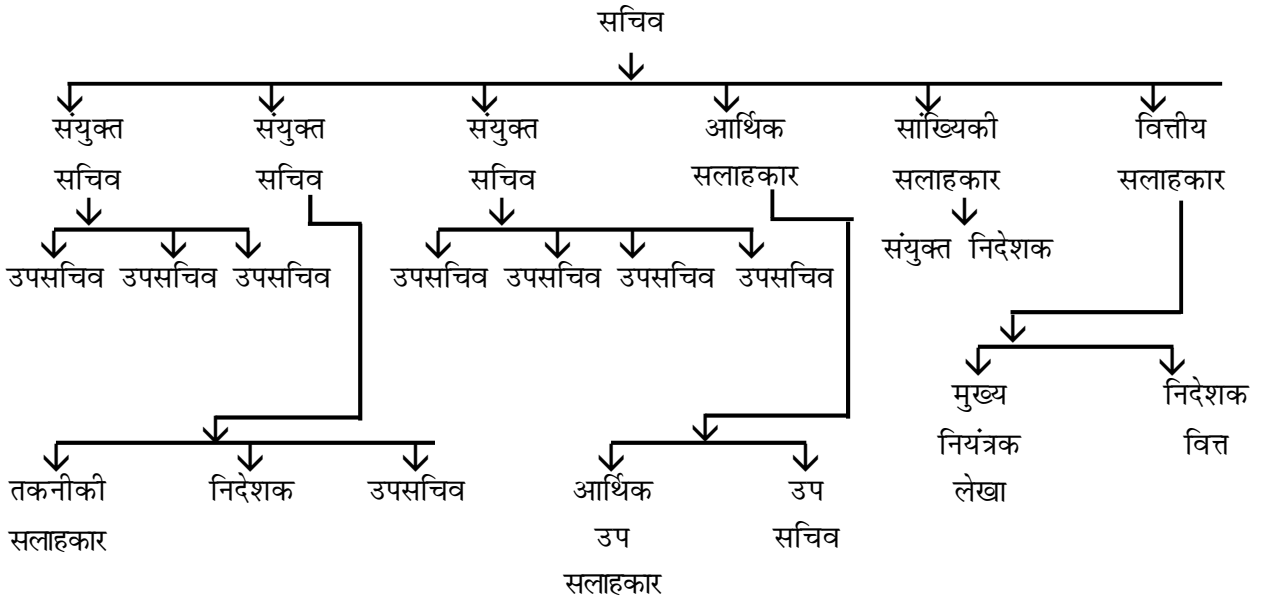 सचिव
संयुक्त संयुक्त संयुक्त आर्थिक सांख्यिकी वित्तीय
सचिव सचिव सचिव सलाहकार सलाहकार सलाहकार
संयुक्त निदेशक
उपसचिव उपसचिव उपसचिव उपसचिव उपसचिव उपसचिव उपसचिव
मुख्य निदेशक
नियंत्रक वित्त
लेखा
तकनीकी निदेशक उपसचिव आर्थिक उप
सलाहकार उप सचिव
सलाहकार